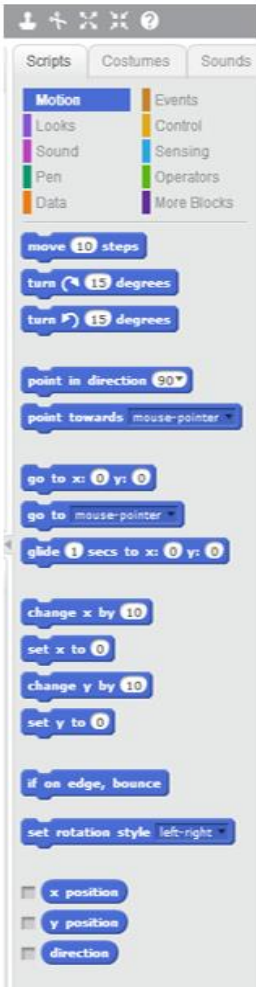 Scripts Costumes Sounds
Motion Events
Looks Control
Sound Sensing
Pen Operators
Data More Blocks
move 10 steps
turn 15 degrees
turn 15 degrees
point in direction 90
point towards mouse-pointer
go to x: 0 y: 0
go to mouse-pointer
glide 1 secs to x: 0 y: 0
change x by 10
set x to 0
change y by 10
set y to 0
if on edge, bounce
set rotation style left-right
x position
y position
direction